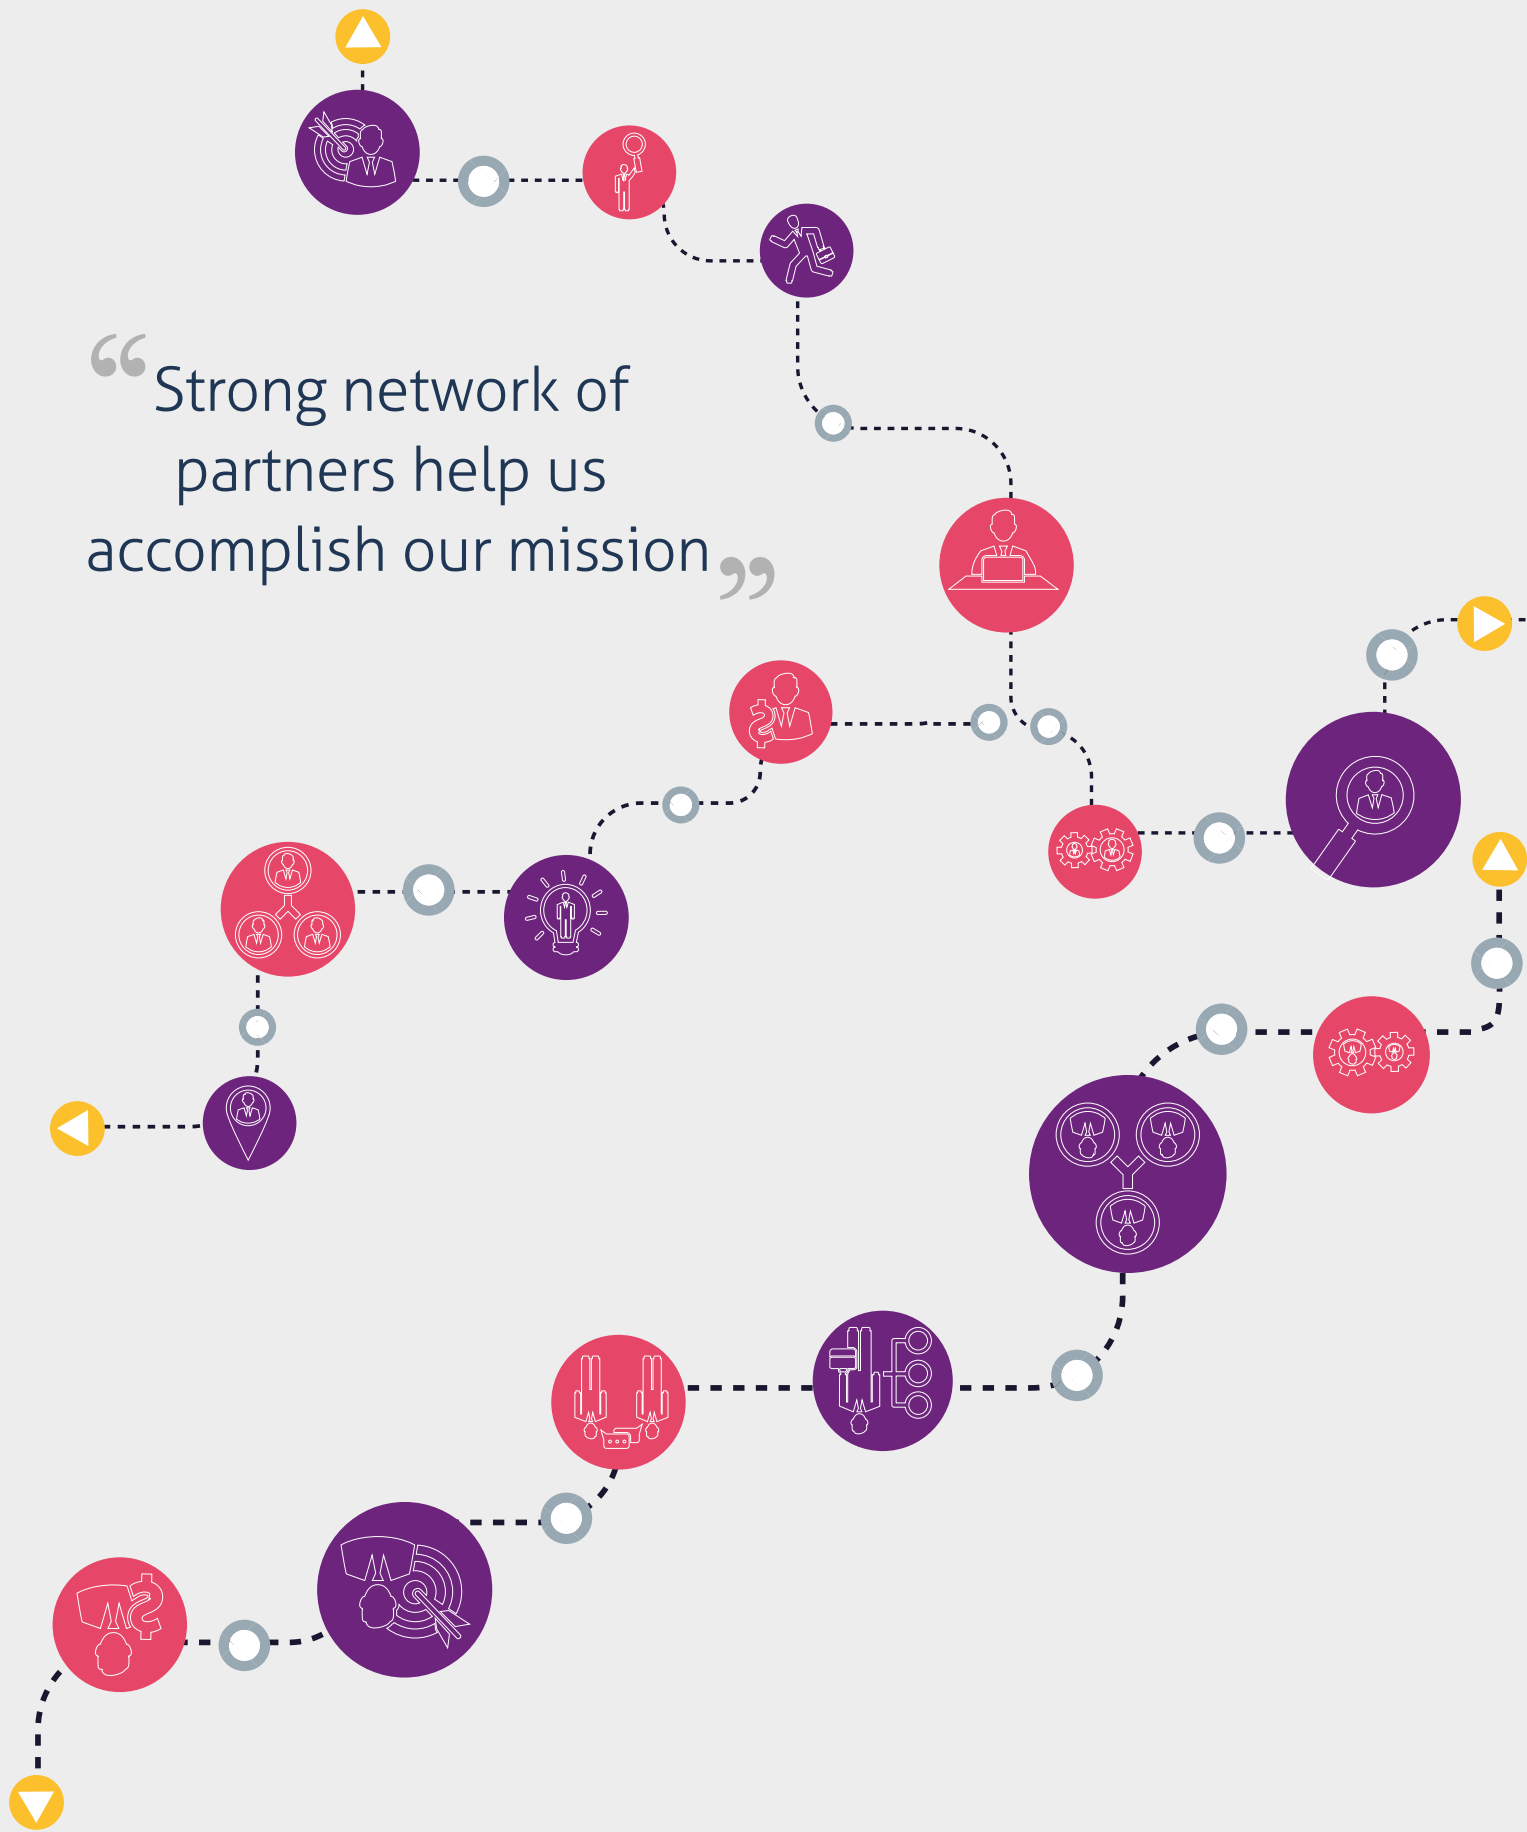 “Strong network of
partners help us
accomplish our mission”